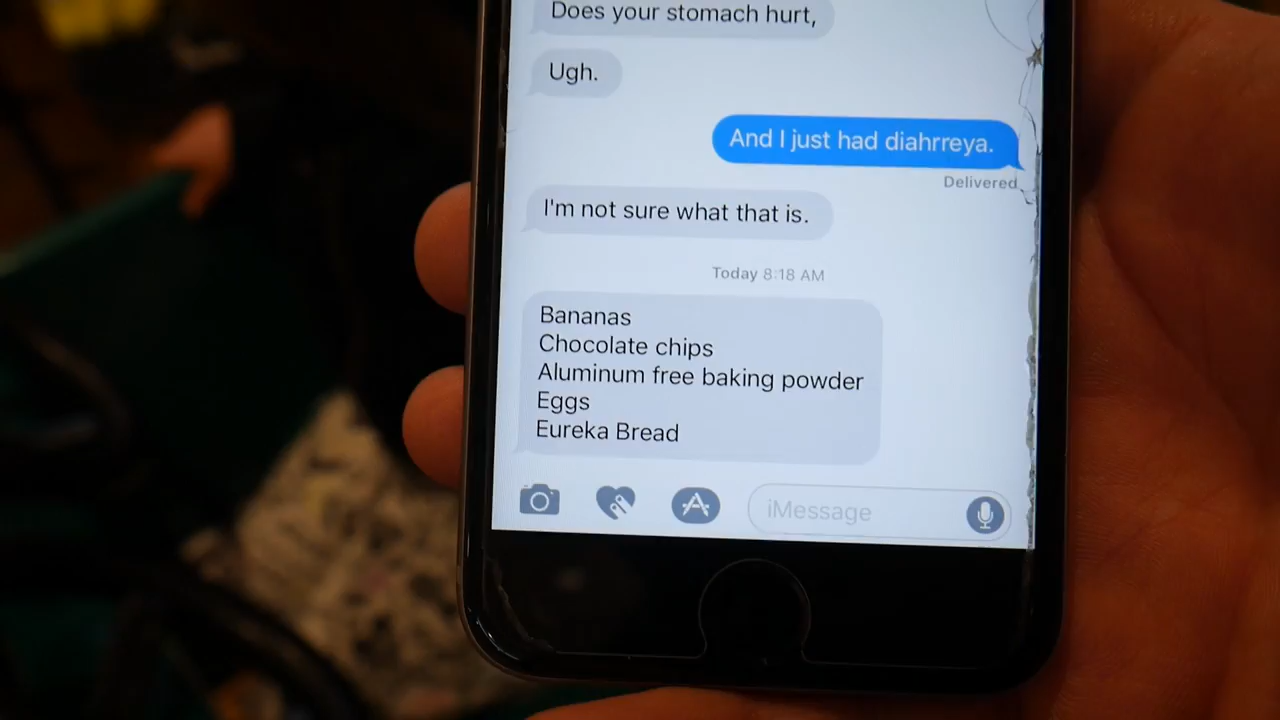 Does your stomach hurt,
Ugh.
And I just had diahrreya.
Delivered
I'm not sure what that is.
Today 8:18 AM
Bananas
Chocolate chips
Aluminum free baking powder
Eggs
Eureka Bread
iMessage